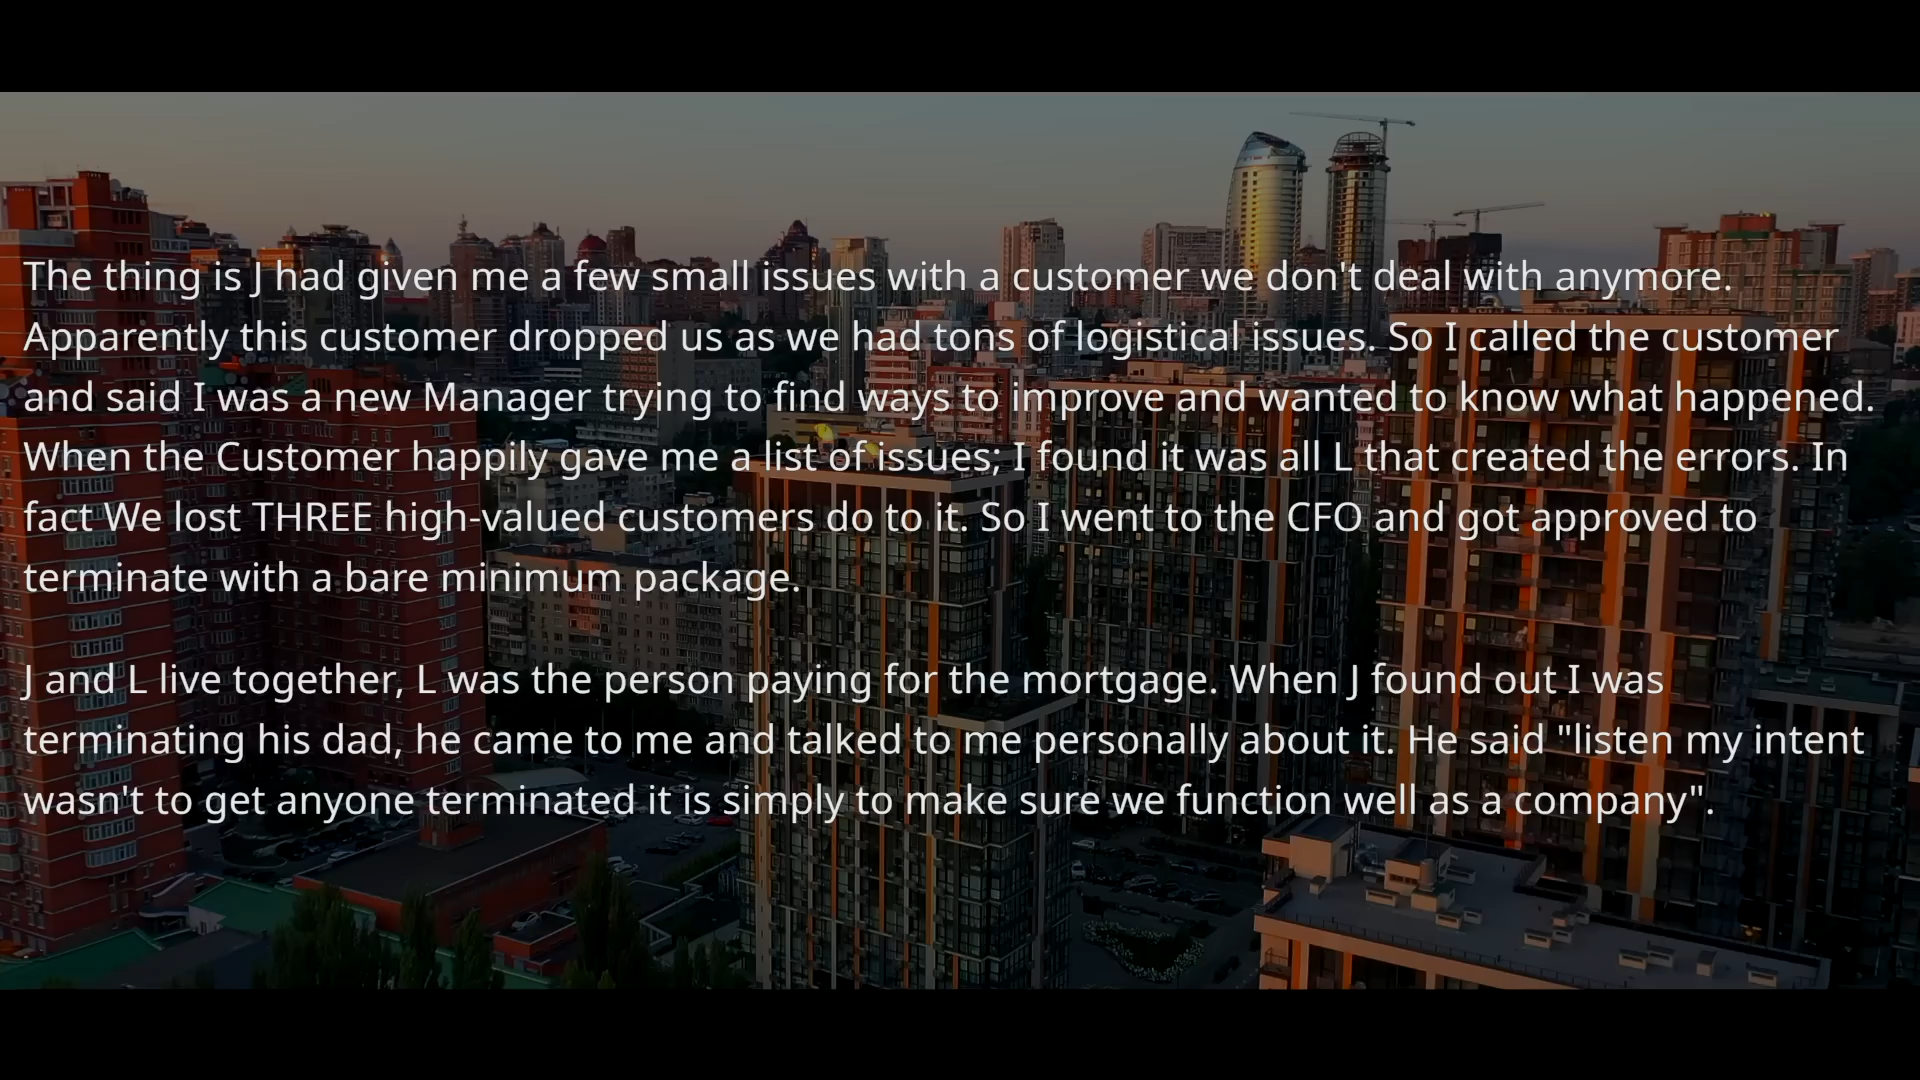 The thing is J had given me a few small issues with a customer we don't deal with anymore.
Apparently this customer dropped us as we had tons of logistical issues. So I called the customer
and said I was a new Manager trying to find ways to improve and wanted to know what happened.
When the Customer happily gave me a list of issues; I found it was all L that created the errors. In
fact We lost THREE high-valued customers do to it. So I went to the CFO and got approved to
terminate with a bare minimum package.
J and L live together, L was the person paying for the mortgage. When J found out I was
terminating his dad, he came to me and talked to me personally about it. He said "listen my intent
wasn't to get anyone terminated it is simply to make sure we function well as a company".